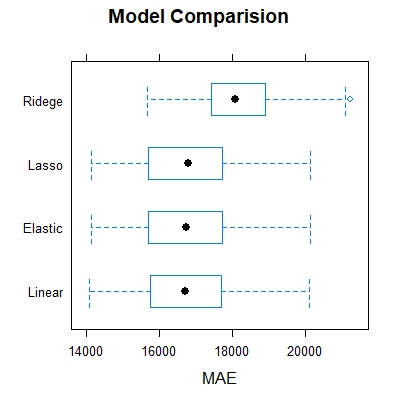 Model Comparision
Ridege
Lasso
Elastic
Linear
14000 16000 18000 20000
MAE